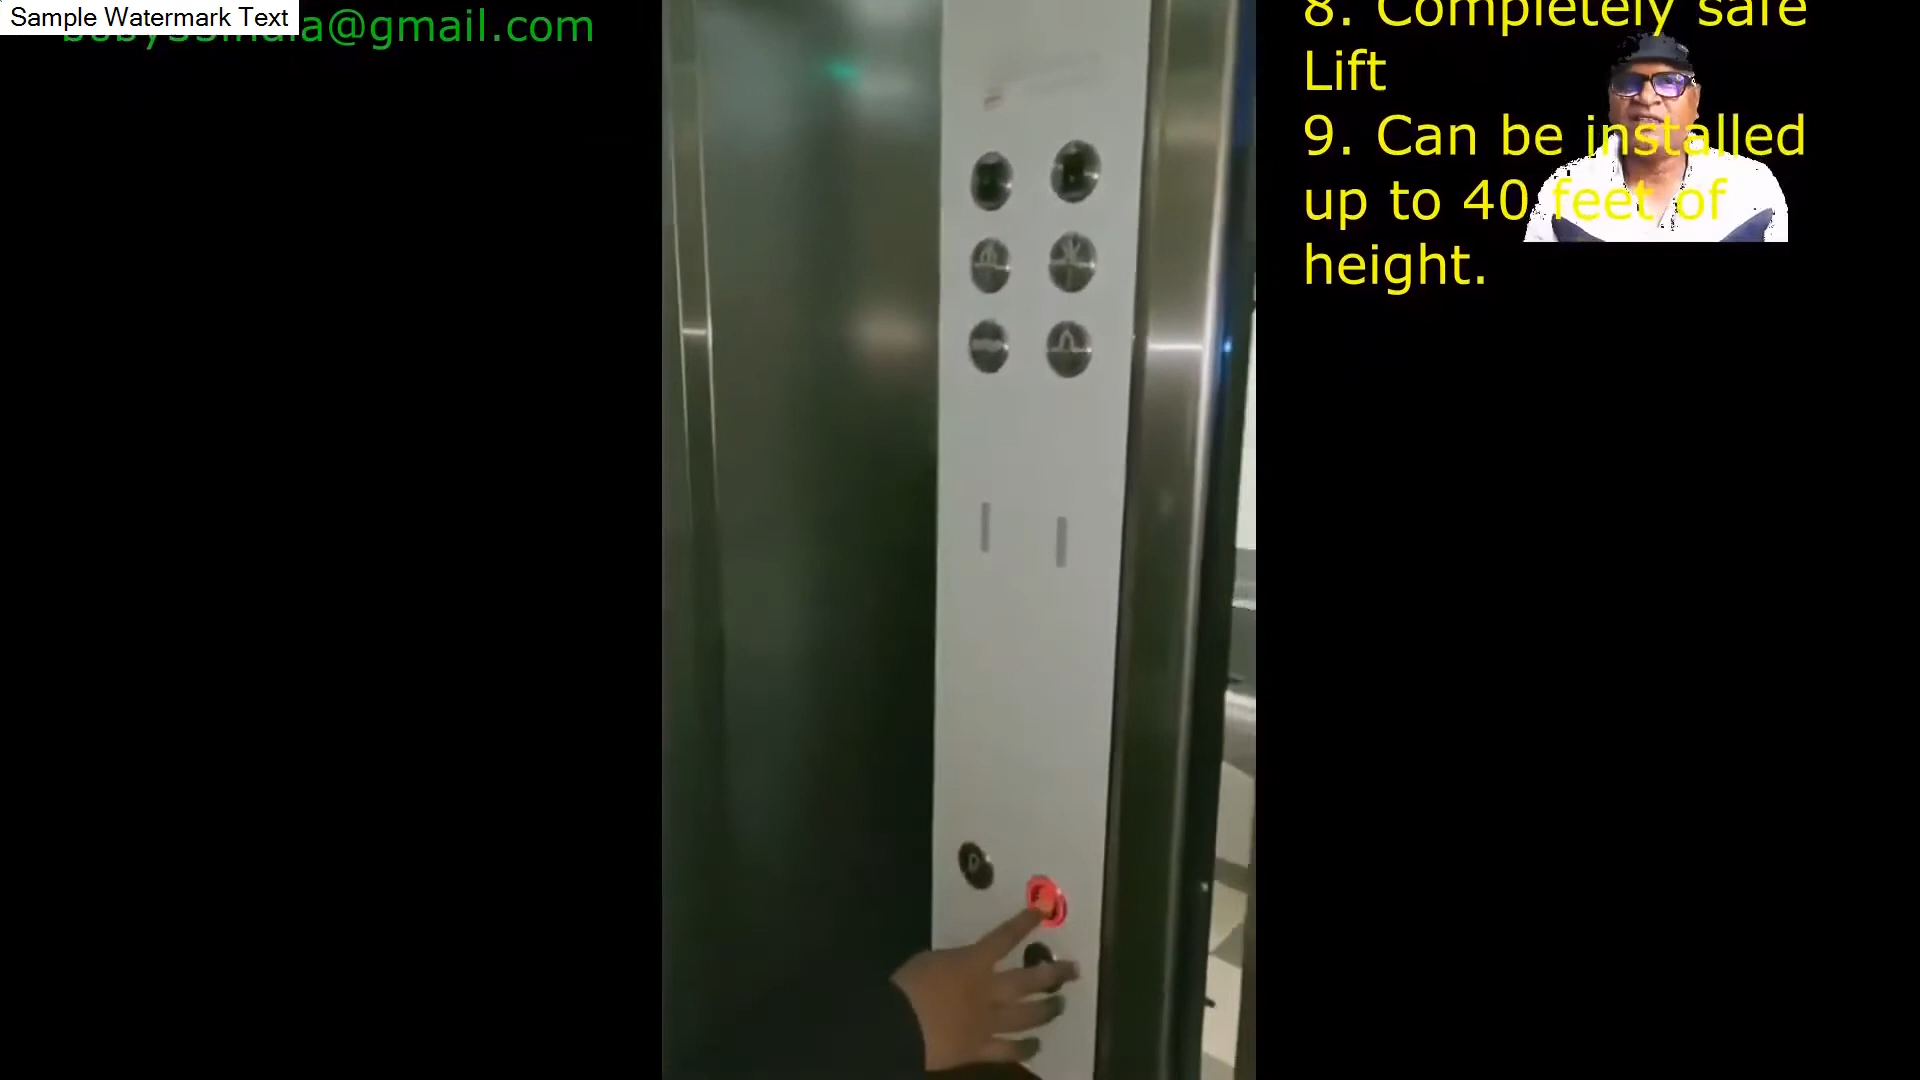 Sample Watermark Text
a@gmail.com
8. Completely safe
Lift
9. Can be installed
up to 40 feet of
height.